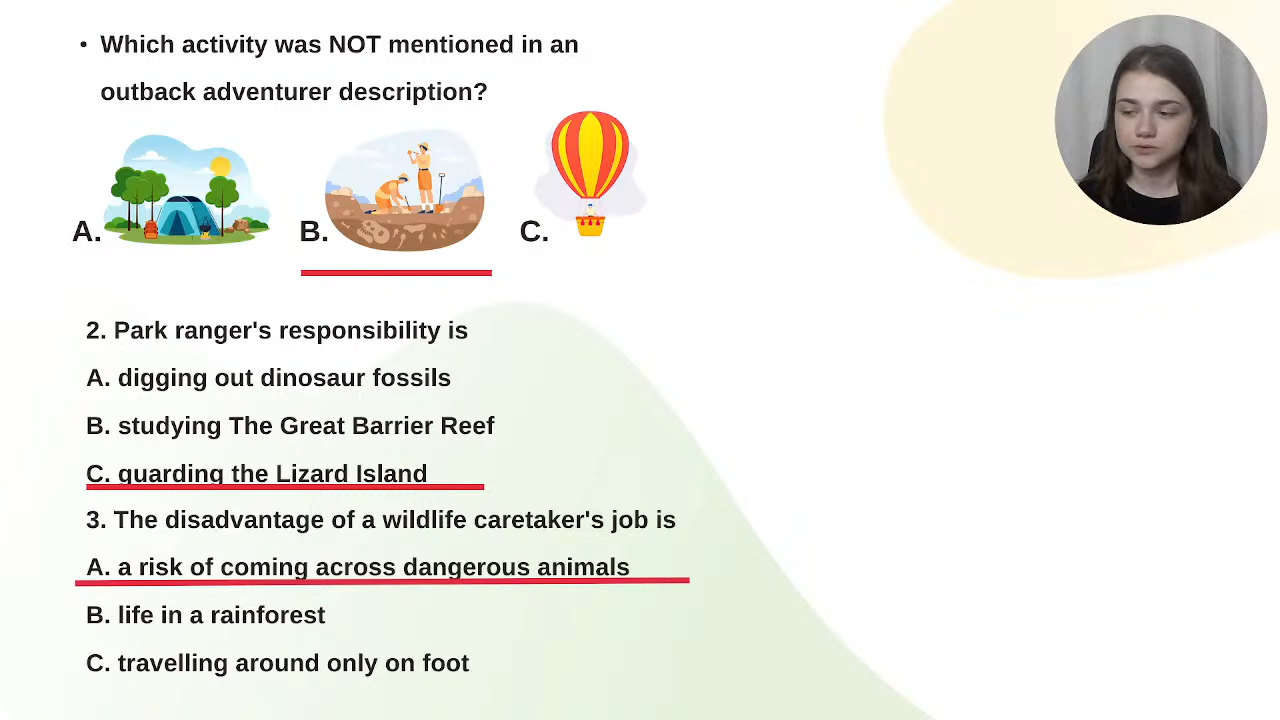 • Which activity was NOT mentioned in an
outback adventurer description?
A. B. C.
2. Park ranger's responsibility is
A. digging out dinosaur fossils
B. studying The Great Barrier Reef
C. guarding the Lizard Island
3. The disadvantage of a wildlife caretaker's job is
A. a risk of coming across dangerous animals
B. life in a rainforest
C. travelling around only on foot